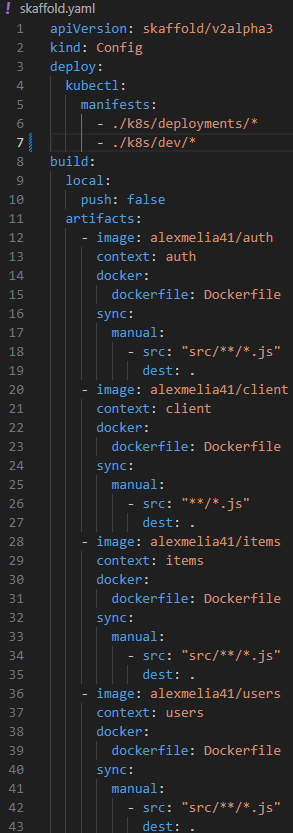 ! skaffold.yaml
1 apiVersion: skaffold/v2alpha3
2 kind: Config
3 deploy:
4   kubectl:
5     manifests:
6       - ./k8s/deployments/*
7       - ./k8s/dev/*
8 build:
9   local:
10     push: false
11   artifacts:
12     - image: alexmelia41/auth
13       context: auth
14       docker:
15         dockerfile: Dockerfile
16       sync:
17         manual:
18           - src: "src/**/*.js"
19             dest: .
20     - image: alexmelia41/client
21       context: client
22       docker:
23         dockerfile: Dockerfile
24       sync:
25         manual:
26           - src: "**/*.js"
27             dest: .
28     - image: alexmelia41/items
29       context: items
30       docker:
31         dockerfile: Dockerfile
32       sync:
33         manual:
34           - src: "src/**/*.js"
35             dest: .
36     - image: alexmelia41/users
37       context: users
38       docker:
39         dockerfile: Dockerfile
40       sync:
41         manual:
42           - src: "src/**/*.js"
43             dest: .